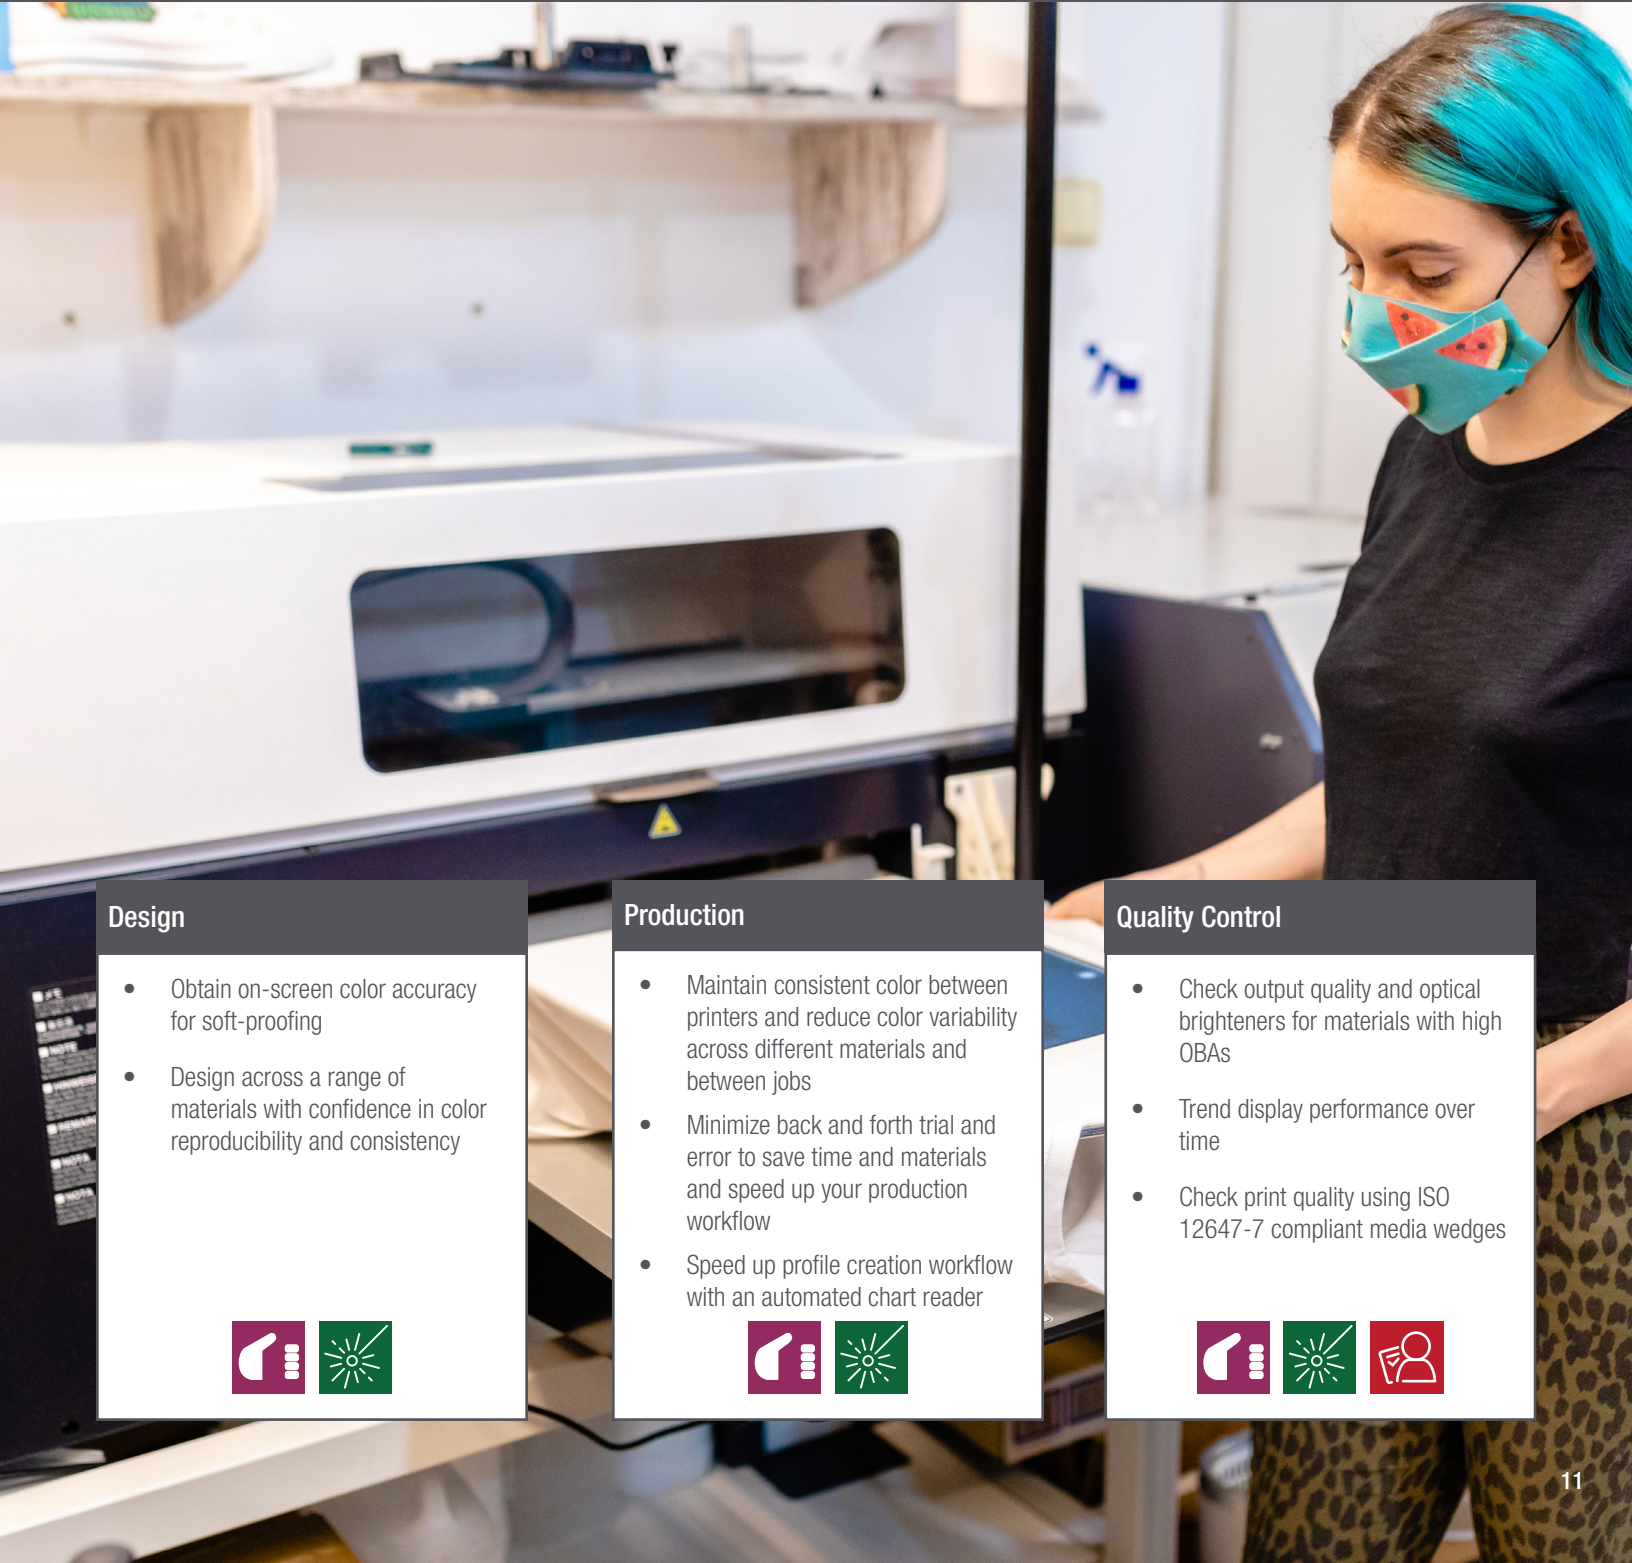 Design
• Obtain on-screen color accuracy
for soft-proofing
• Design across a range of
materials with confidence in color
reproducibility and consistency
Production
• Maintain consistent color between
printers and reduce color variability
across different materials and
between jobs
• Minimize back and forth trial and
error to save time and materials
and speed up your production
workflow
• Speed up profile creation workflow
with an automated chart reader
Quality Control
• Check output quality and optical
brighteners for materials with high
OBAs
• Trend display performance over
time
• Check print quality using ISO
12647-7 compliant media wedges
NOTE
NOTA
NOTA
11